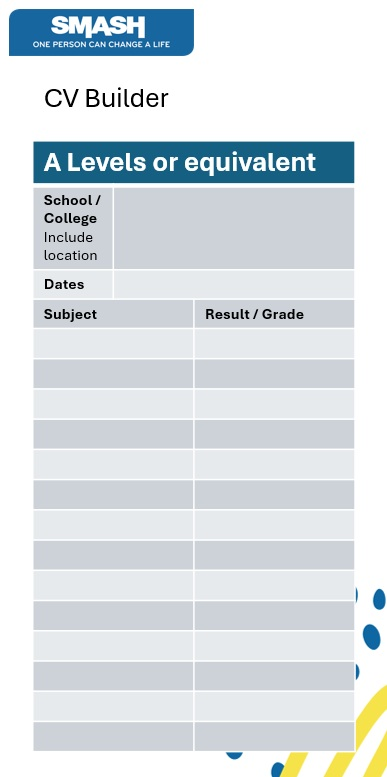 SMASH
ONE PERSON CAN CHANGE A LIFE
CV Builder
A Levels or equivalent
School /
College
Include
location
Dates
Subject Result / Grade